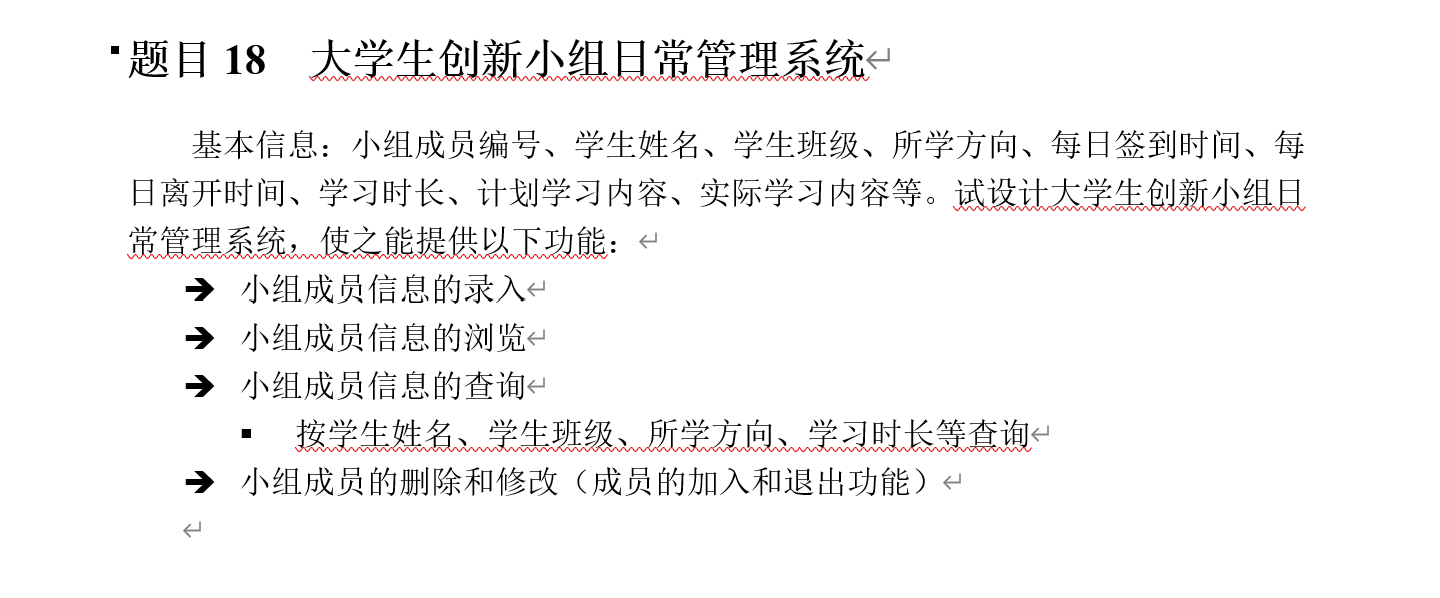 题目 18 大学生创新小组日常管理系统
基本信息：小组成员编号、学生姓名、学生班级、所学方向、每日签到时间、每
日离开时间、学习时长、计划学习内容、实际学习内容等。试设计大学生创新小组日
常管理系统，使之能提供以下功能：
小组成员信息的录入
小组成员信息的浏览
小组成员信息的查询
按学生姓名、学生班级、所学方向、学习时长等查询
小组成员的删除和修改（成员的加入和退出功能）